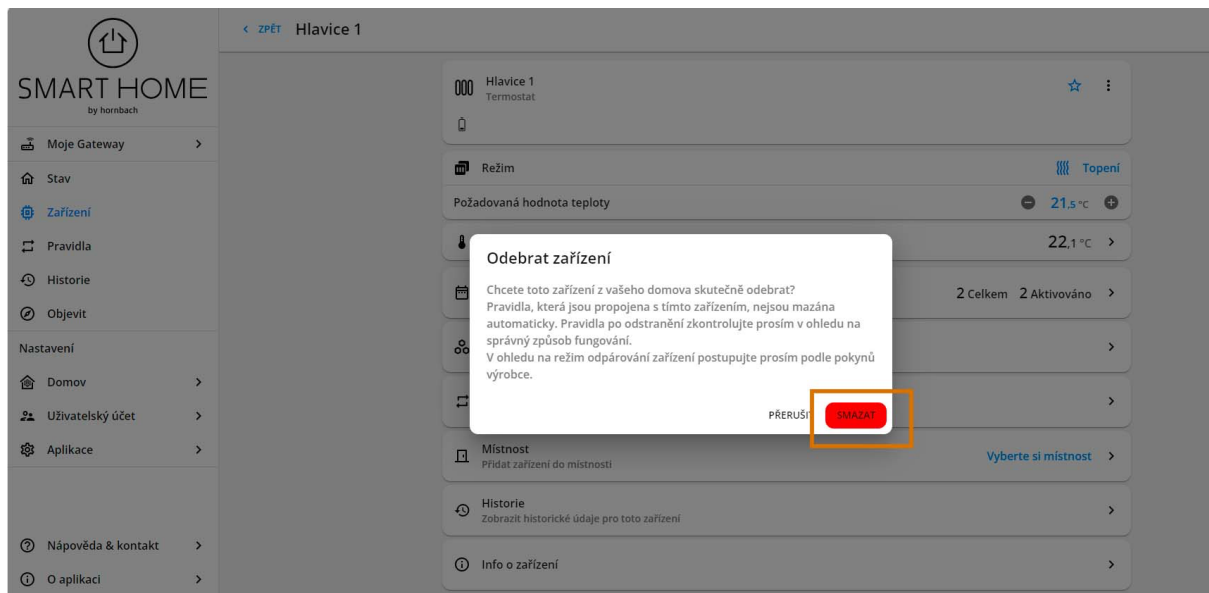 SMART HOME
by hornbach
Moje Gateway
Stav
Zařízení
Pravidla
Historie
Objevit
Nastavení
Domov
Uživatelský účet
Aplikace
Nápověda & kontakt
O aplikaci
ZPĚT Hlavice 1
Hlavice 1
Termostat
Režim Topení
Požadovaná hodnota teploty 21,5 °C
22,1 °C
2 Celkem 2 Aktivováno
Odebrat zařízení
Chcete toto zařízení z vašeho domova skutečně odebrat?
Pravidla, která jsou propojena s tímto zařízením, nejsou mazána
automaticky. Pravidla po odstranění zkontrolujte prosím v ohledu na
správný způsob fungování.
V ohledu na režim odpárování zařízení postupujte prosím podle pokynů
výrobce.
PŘERUŠIT SMAZAT
Místnost Vyberte si místnost
Přidat zařízení do místnosti
Historie
Zobrazit historické údaje pro toto zařízení
Info o zařízení